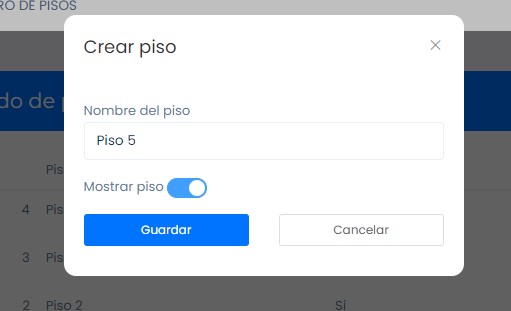 RO DE PISOS
Crear piso
do de p
Nombre del piso
Piso 5
Pis
Mostrar piso
4 Pis
Guardar Cancelar
3 Pis
2 Piso 2 Sí